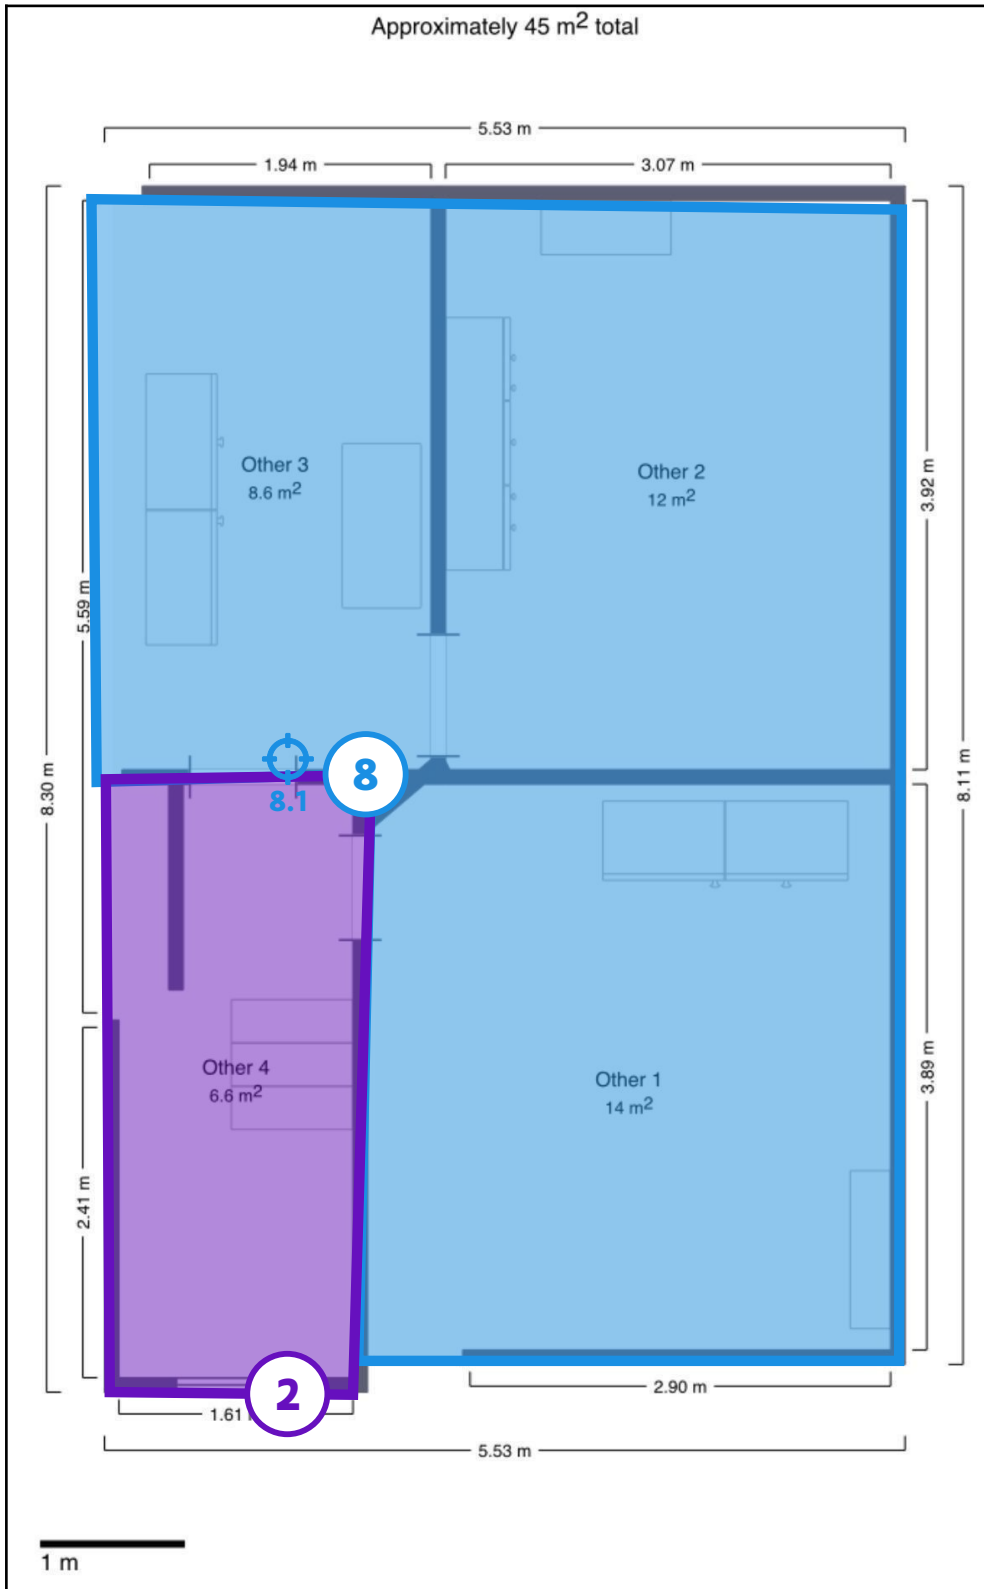 Approximately 45 m2 total
5.53 m
1.94 m
3.07 m
Other 3
8.6 m2
Other 2
12 m2
3.92 m
5.59 m
8.30 m
8.11 m
8
8.1
Other 4
6.6 m2
Other 1
14 m2
3.89 m
2.41 m
2.90 m
2
1.61
5.53 m
1 m